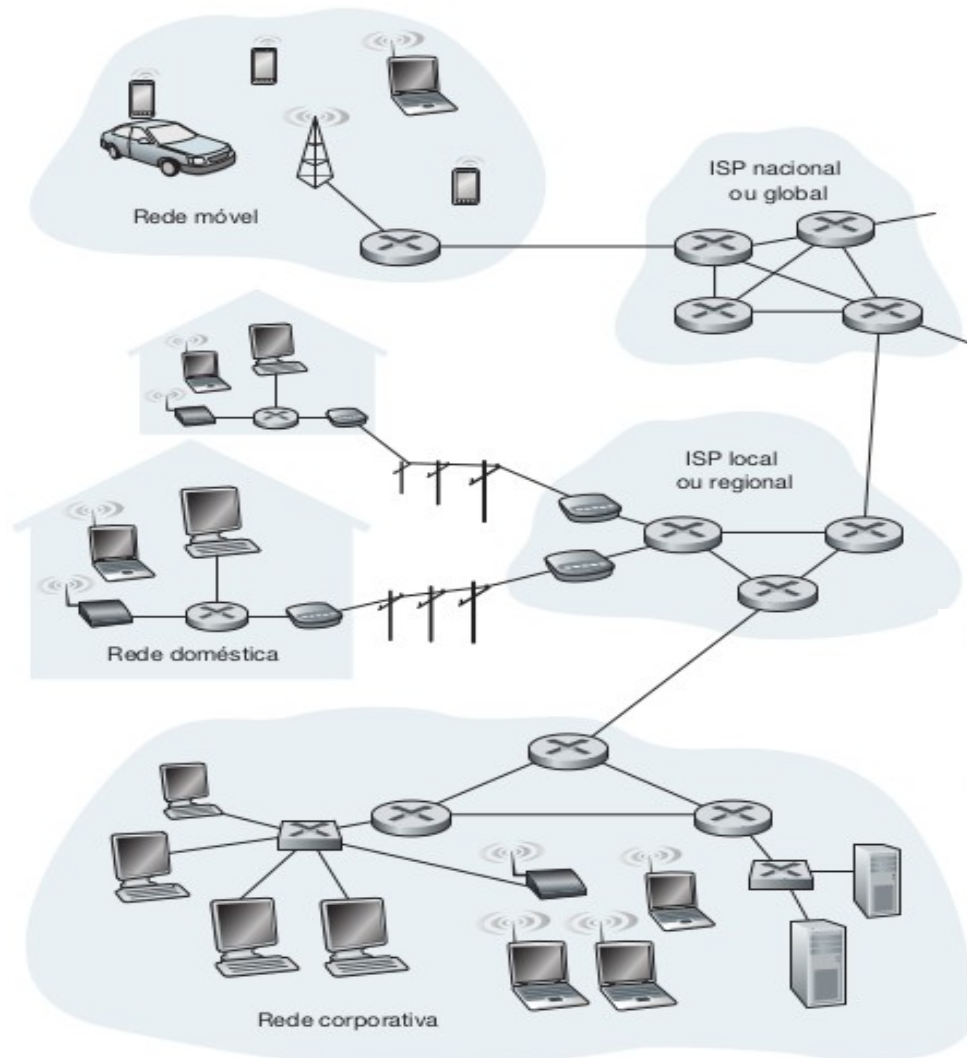 ISP nacional
ou global
Rede móvel
ISP local
ou regional
Rede doméstica
Rede corporativa